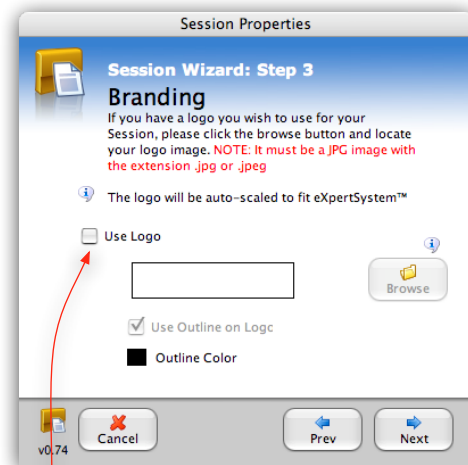 Session Properties
Session Wizard: Step 3
Branding
If you have a logo you wish to use for your
Session, please click the browse button and locate
your logo image. NOTE: It must be a JPG image with
the extension .jpg or .jpeg
The logo will be auto-scaled to fit eXpertSystem™
Use Logo
Browse
Use Outline on Logc
Outline Color
v0.74
Cancel
Prev
Next